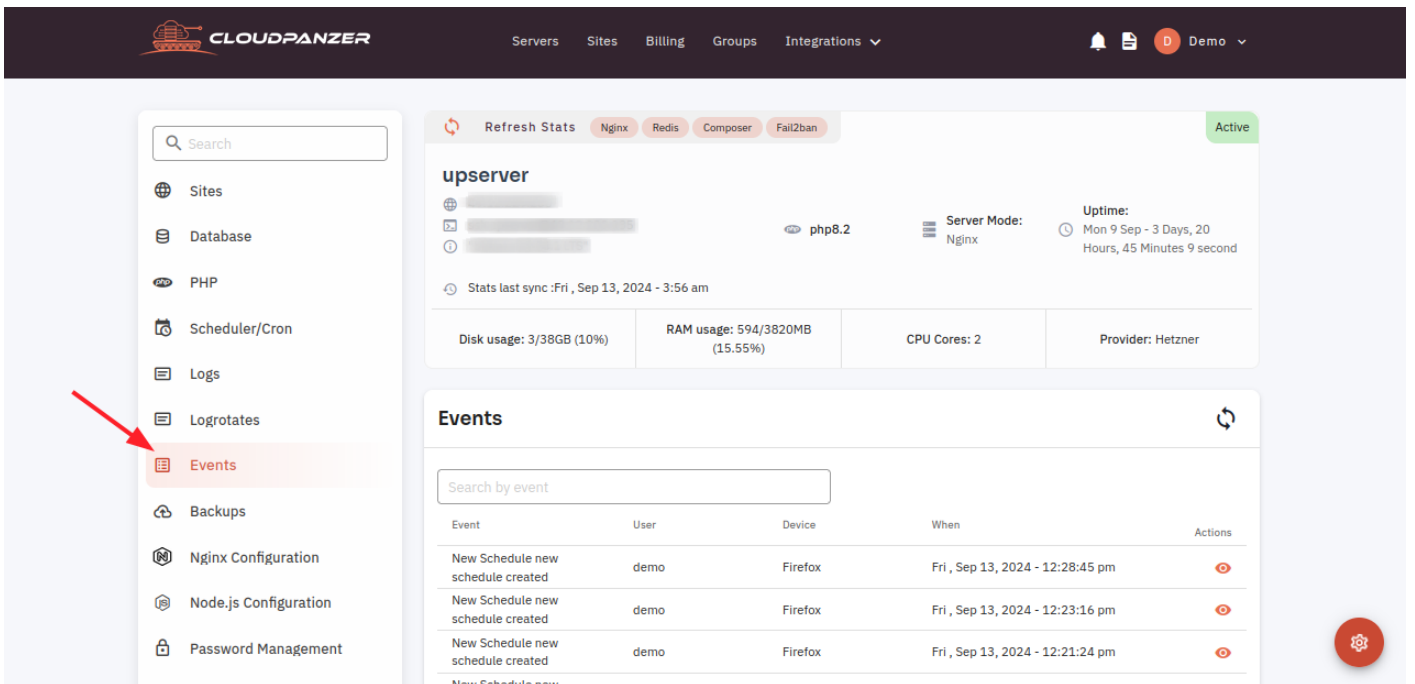 CLOUDPANZER
Servers Sites Billing Groups Integrations
D Demo
Search
Sites
Database
php PHP
Scheduler/Cron
Logs
Logrotates
Events
Backups
N Nginx Configuration
JS Node.js Configuration
Password Management
Refresh Stats Nginx Redis Composer Fail2ban
Active
upserver
php php8.2
Server Mode:
Nginx
Uptime:
Mon 9 Sep - 3 Days, 20
Hours, 45 Minutes 9 second
Stats last sync :Fri , Sep 13, 2024 - 3:56 am
Disk usage: 3/38GB (10%)
RAM usage: 594/3820MB
(15.55%)
CPU Cores: 2
Provider: Hetzner
Events
Search by event
Event User Device When Actions
New Schedule new
schedule created
demo Firefox Fri , Sep 13, 2024 - 12:28:45 pm
New Schedule new
schedule created
demo Firefox Fri , Sep 13, 2024 - 12:23:16 pm
New Schedule new
schedule created
demo Firefox Fri , Sep 13, 2024 - 12:21:24 pm
New Schedule new